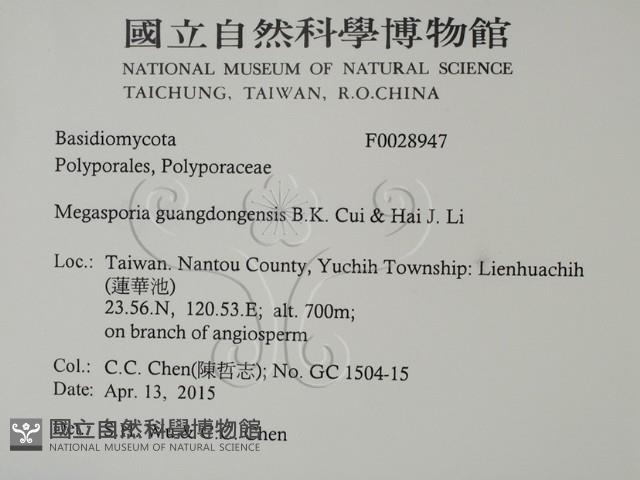 國立自然科學博物館
NATIONAL MUSEUM OF NATURAL SCIENCE
TAICHUNG, TAIWAN, R.O.CHINA
Basidiomycota F0028947
Polyporales, Polyporaceae
Megasporia guangdongensis B.K. Cui & Hai J. Li
Loc.: Taiwan. Nantou County, Yuchih Township: Lienhuachih
(蓮華池)
23.56.N, 120.53.E; alt. 700m;
on branch of angiosperm
Col.: C.C. Chen(陳哲志); No. GC 1504-15
Date: Apr. 13, 2015
Det.: S.H. Wu & C.C. Chen
國立自然科學博物館
NATIONAL MUSEUM OF NATURAL SCIENCE